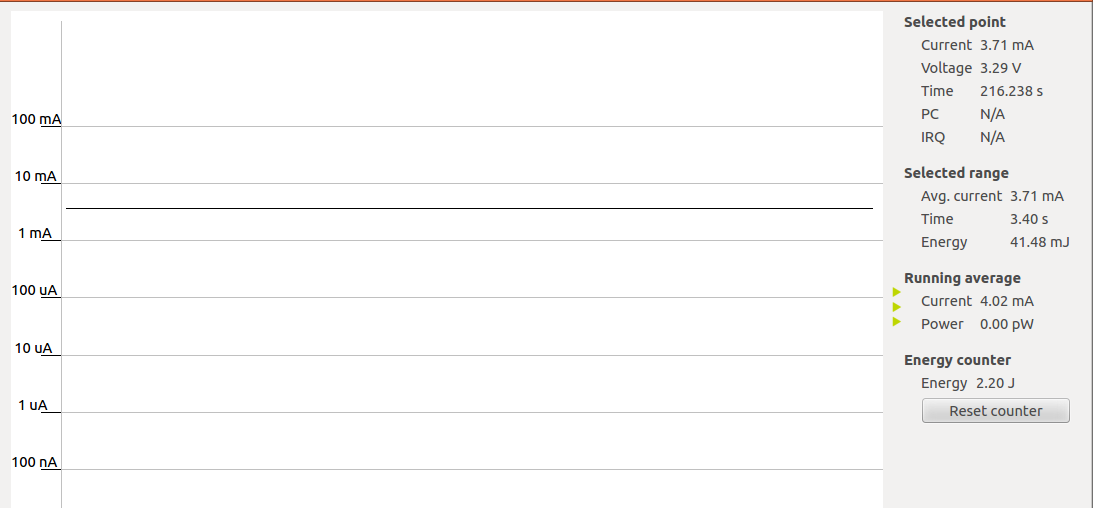 100 mA
10 mA
1 mA
100 uA
10 uA
1 uA
100 nA
Selected point
Current 3.71 mA
Voltage 3.29 V
Time 216.238 s
PC N/A
IRQ N/A
Selected range
Avg. current 3.71 mA
Time 3.40 s
Energy 41.48 mJ
Running average
Current 4.02 mA
Power 0.00 pW
Energy counter
Energy 2.20 J
Reset counter